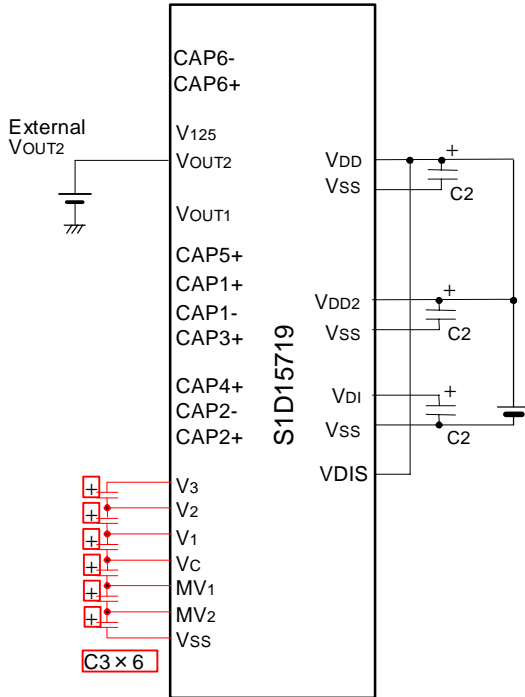 CAP6-
CAP6+
External
VOUT2
V125
VOUT2
VOUT1
CAP5+
CAP1+
CAP1-
CAP3+
CAP4+
CAP2-
CAP2+
V3
V2
V1
VC
MV1
MV2
VSS
+
+
+
+
+
+
C3×6
S1D15719
VDD
VSS
+
C2
VDD2
VSS
+
C2
VDI
VSS
+
C2
VDIS